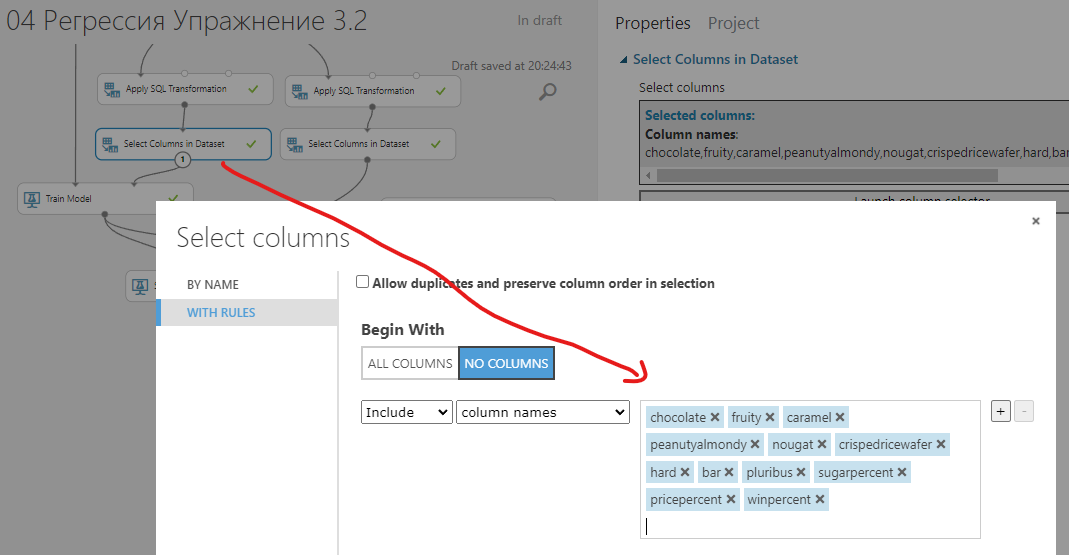 04 Регрессия Упражнение 3.2
In draft
Properties Project
Draft saved at 20:24:43
Select Columns in Dataset
Select columns
Selected columns:
Column names:
chocolate,fruity,caramel,peanutyalmondy,nougat,crispedricewafer,hard,bar
Launch column selector
Apply SQL Transformation
Apply SQL Transformation
Select Columns in Dataset
Select Columns in Dataset
1
Train Model
Select columns
BY NAME
WITH RULES
Allow duplicates and preserve column order in selection
Begin With
ALL COLUMNS NO COLUMNS
Include column names
chocolate fruity caramel
peanutyalmondy nougat crispedricewafer
hard bar pluribus sugarpercent
pricepercent winpercent